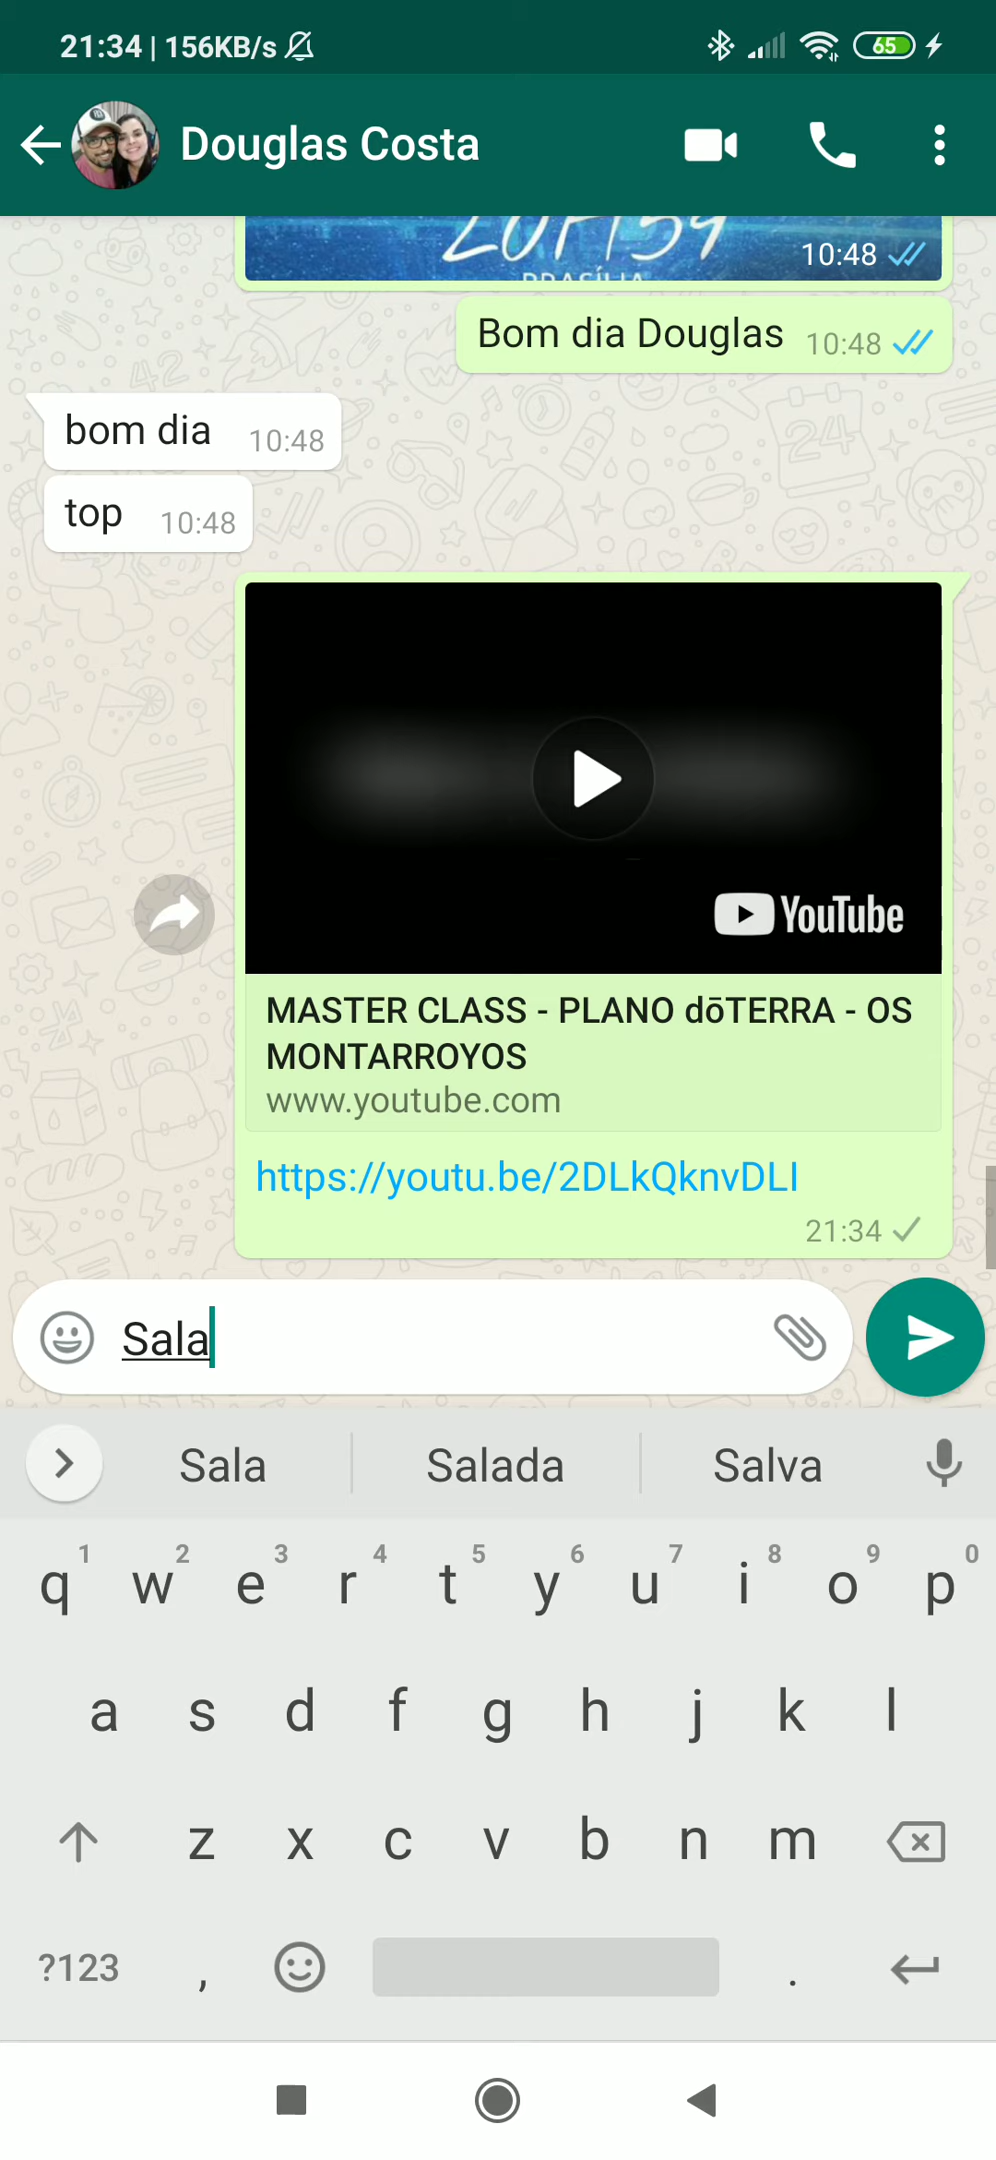 21:34 | 156KB/s
65
Douglas Costa
10:48
Bom dia Douglas 10:48
bom dia 10:48
top 10:48
YouTube
MASTER CLASS - PLANO dōTERRA - OS
MONTARROYOS
www.youtube.com
https://youtu.be/2DLkQknvDLI
21:34
Sala
Sala Salada Salva
1 2 3 4 5 6 7 8 9 0
q w e r t y u i o p
a s d f g h j k l
z x c v b n m
?123 , .